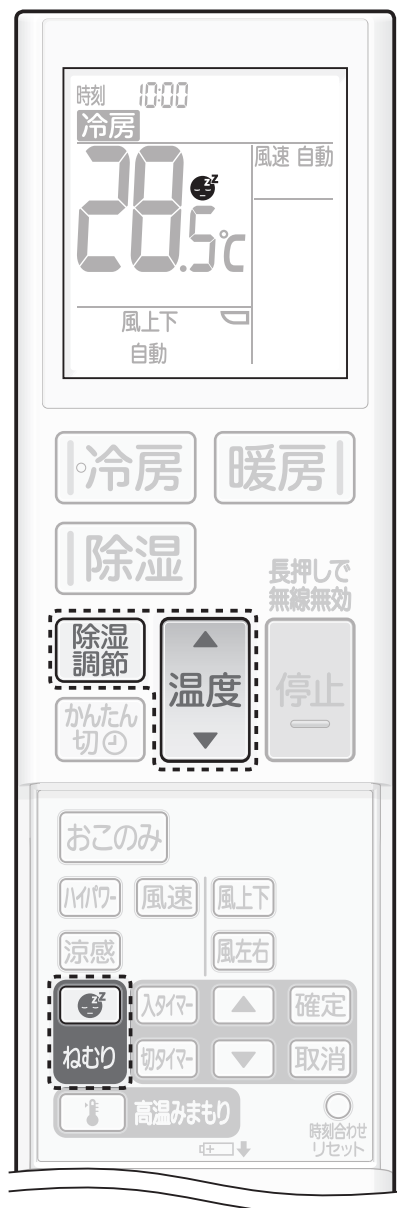 時刻 10:00
冷房
28.5℃
風速 自動
風上下
自動
冷房
暖房
除湿
長押しで
無線無効
除湿
調節
温度
停止
かんたん
切
おこのみ
ハイパワー
風速
風上下
涼感
風左右
ねむり
入タイマー
確定
切タイマー
取消
高温みまもり
時刻合わせ
リセット